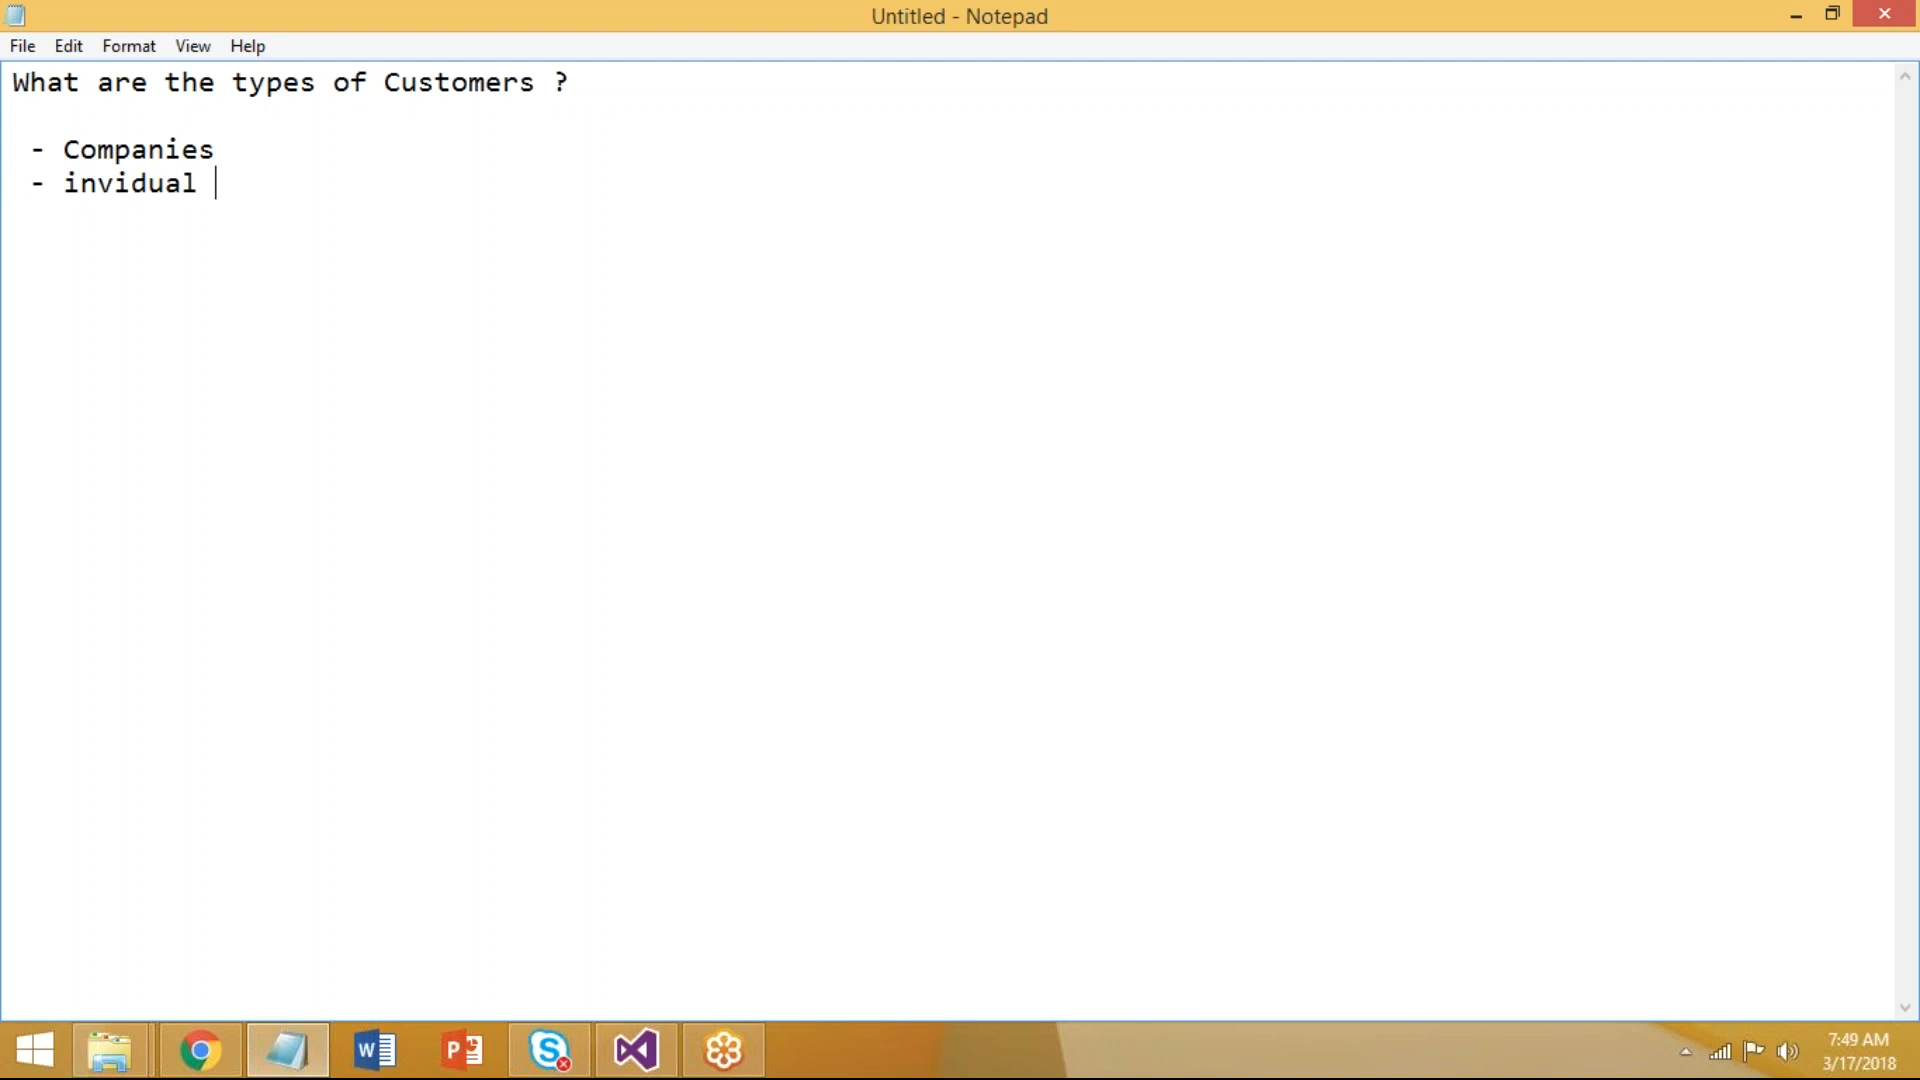 Untitled - Notepad
File Edit Format View Help
What are the types of Customers ?
- Companies
- invidual
7:49 AM
3/17/2018